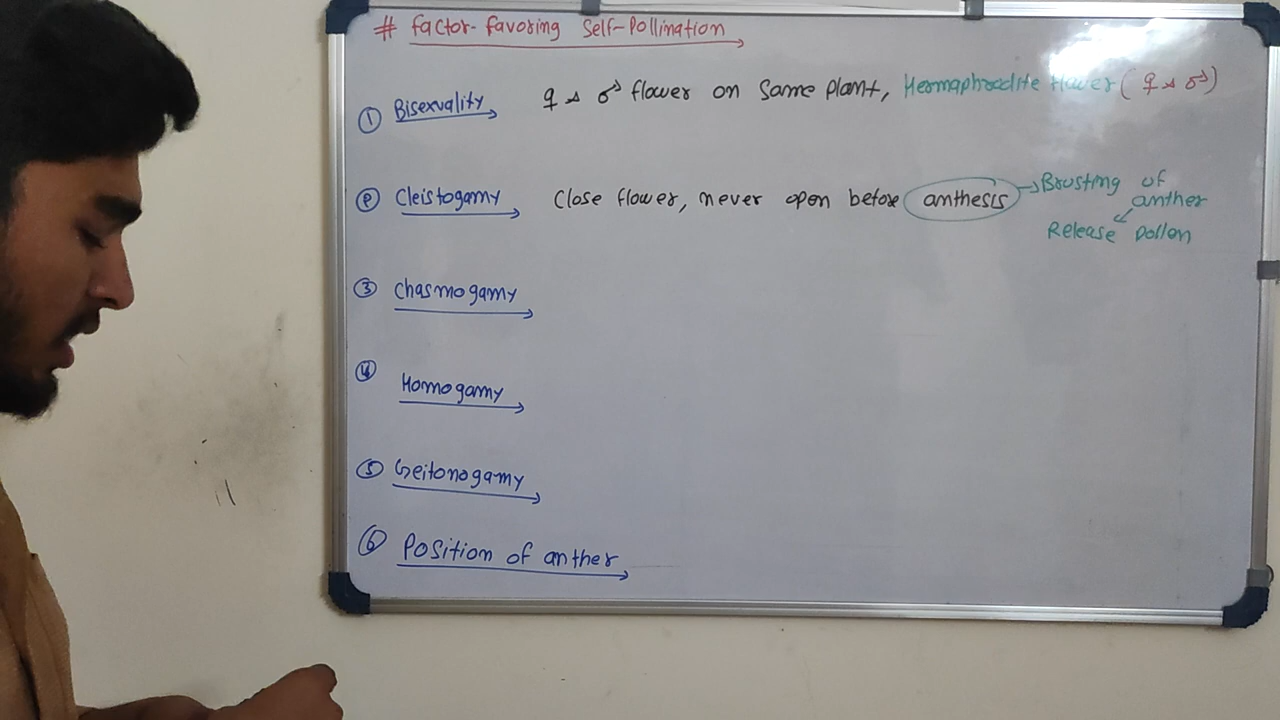 # Factor-favoring Self-Pollination
① Bisexuality ♀ & ♂ flower on Same plant, Hermaphrodite flower (♀ & ♂)
② Cleistogamy Close flower, never open before anthesis → Brusting of anther
Release pollen
③ Chasmogamy
④ Homogamy
⑤ Geitonogamy
⑥ Position of anther